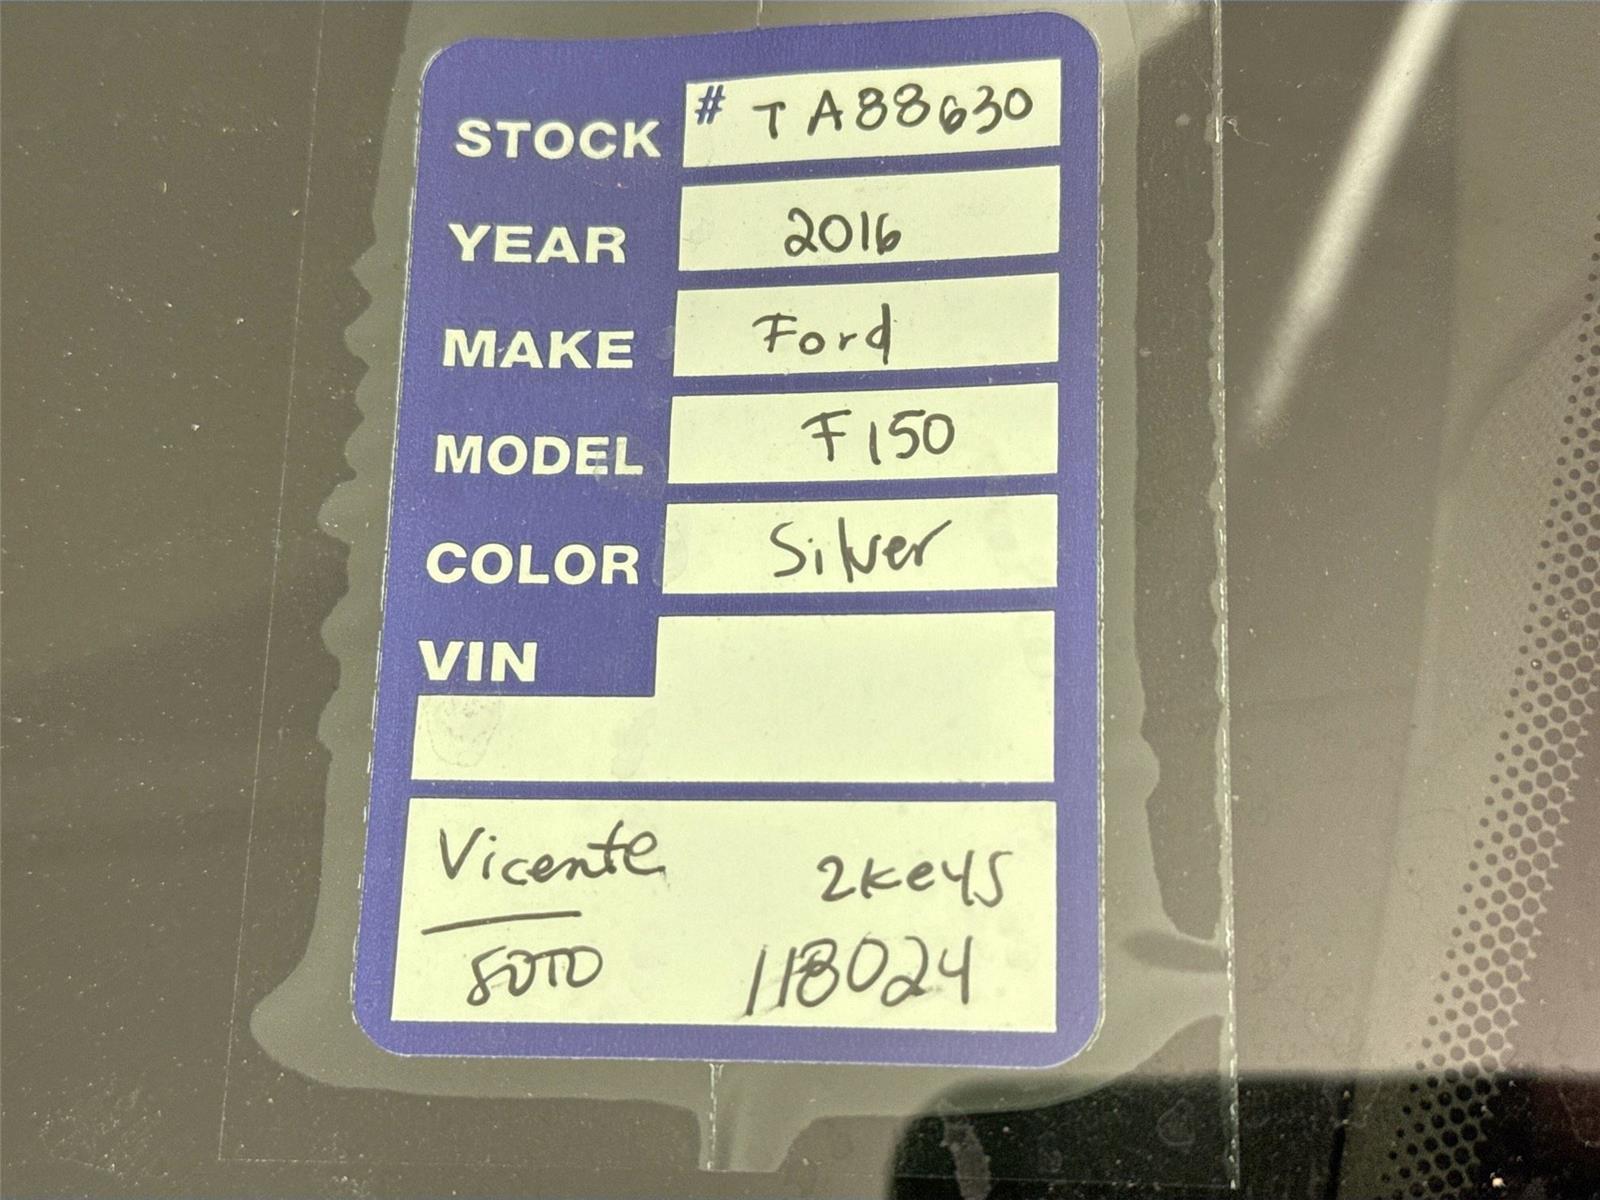 STOCK # TA88630
YEAR 2016
MAKE Ford
MODEL F150
COLOR Silver
VIN
Vicente 2keys
SOTO 118024